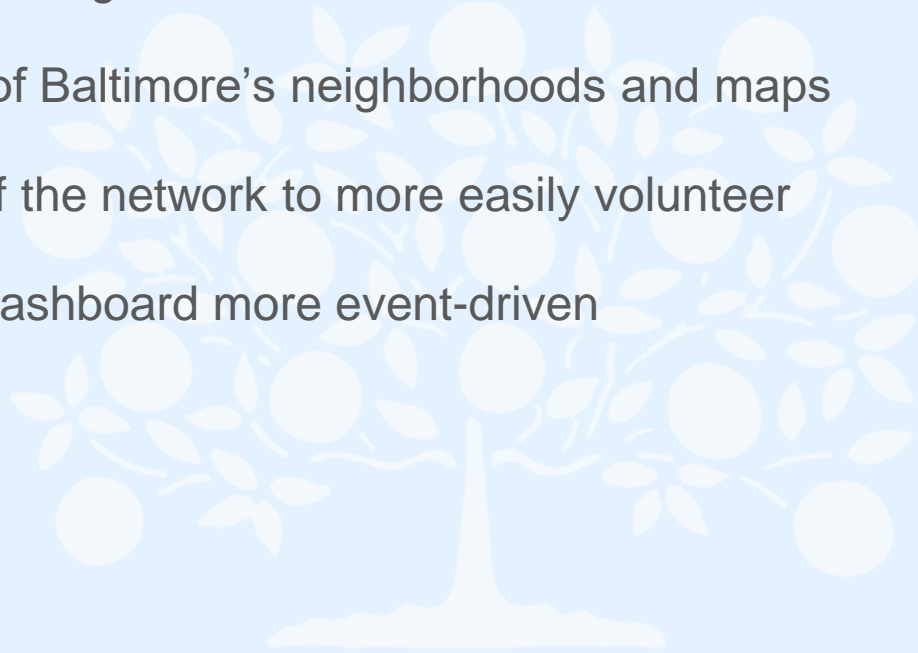 of Baltimore’s neighborhoods and maps
the network to more easily volunteer
ashboard more event-driven